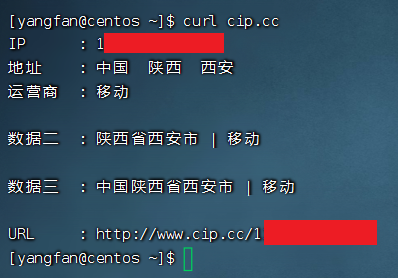 [yangfan@centos ~]$ curl cip.cc
IP : 1
地址 : 中国 陕西 西安
运营商 : 移动
数据二 : 陕西省西安市 | 移动
数据三 : 中国陕西省西安市 | 移动
URL : http://www.cip.cc/1
[yangfan@centos ~]$